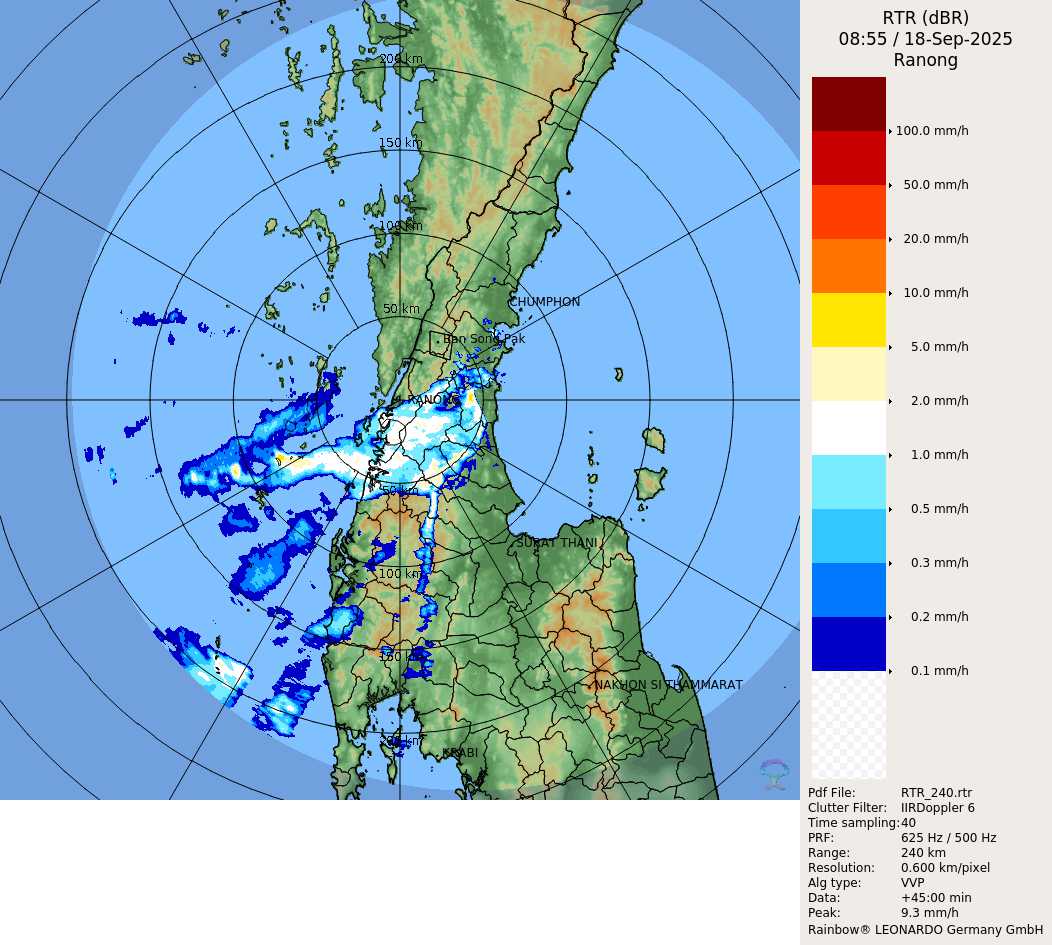 RTR (dBR)
08:55 / 18-Sep-2025
Ranong
100.0 mm/h
50.0 mm/h
20.0 mm/h
10.0 mm/h
5.0 mm/h
2.0 mm/h
1.0 mm/h
0.5 mm/h
0.3 mm/h
0.2 mm/h
0.1 mm/h
200 km
150 km
100 km
50 km
CHUMPHON
Ban Song Pak
RANONG
50 km
SURAT THANI
100 km
150 km
NAKHON SI THAMMARAT
200 km
KRABI
Pdf File: RTR_240.rtr
Clutter Filter: IIRDoppler 6
Time sampling: 40
PRF: 625 Hz / 500 Hz
Range: 240 km
Resolution: 0.600 km/pixel
Alg type: VVP
Data: +45:00 min
Peak: 9.3 mm/h
Rainbow® LEONARDO Germany GmbH